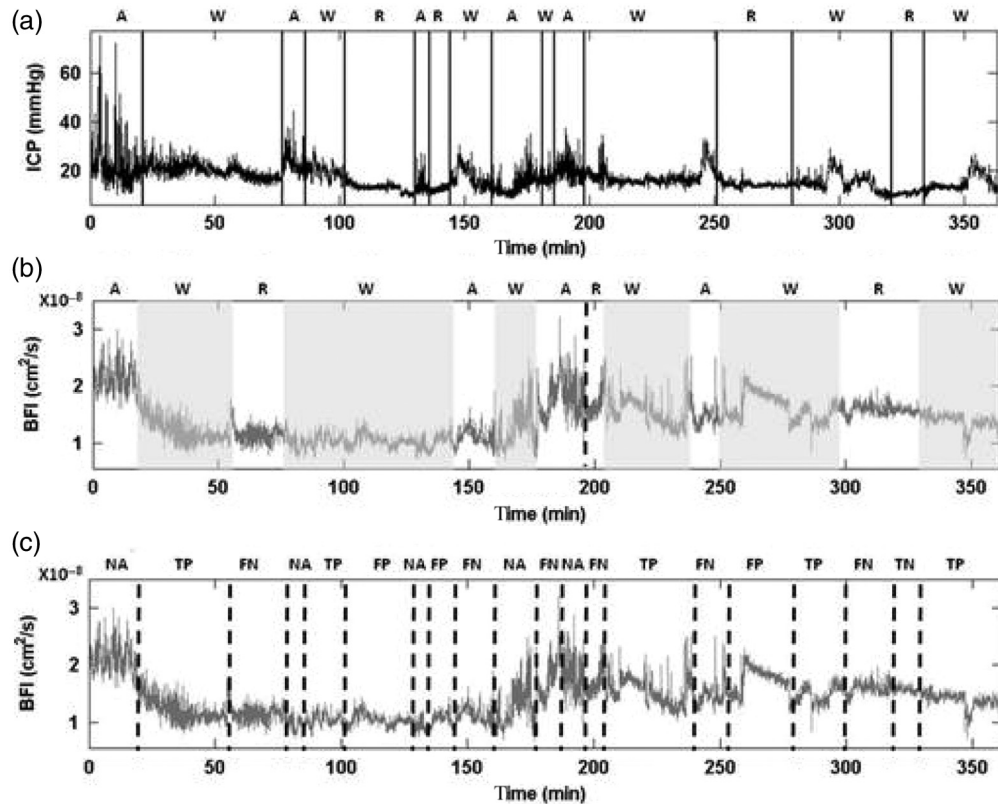 (a) A W A W R A R W A W A W R W R W
ICP (mmHg)
60
40
20
0 50 100 150 200 250 300 350
Time (min)
(b) A W R W A W A R W A W R W
X10⁻⁸
BFI (cm²/s)
3
2
1
0 50 100 150 200 250 300 350
Time (min)
(c) NA TP FN NA TP FP NA FP FN NA FN NA FN TP FN FP TP FN TN TP
X10⁻⁸
BFI (cm²/s)
3
2
1
0 50 100 150 200 250 300 350
Time (min)